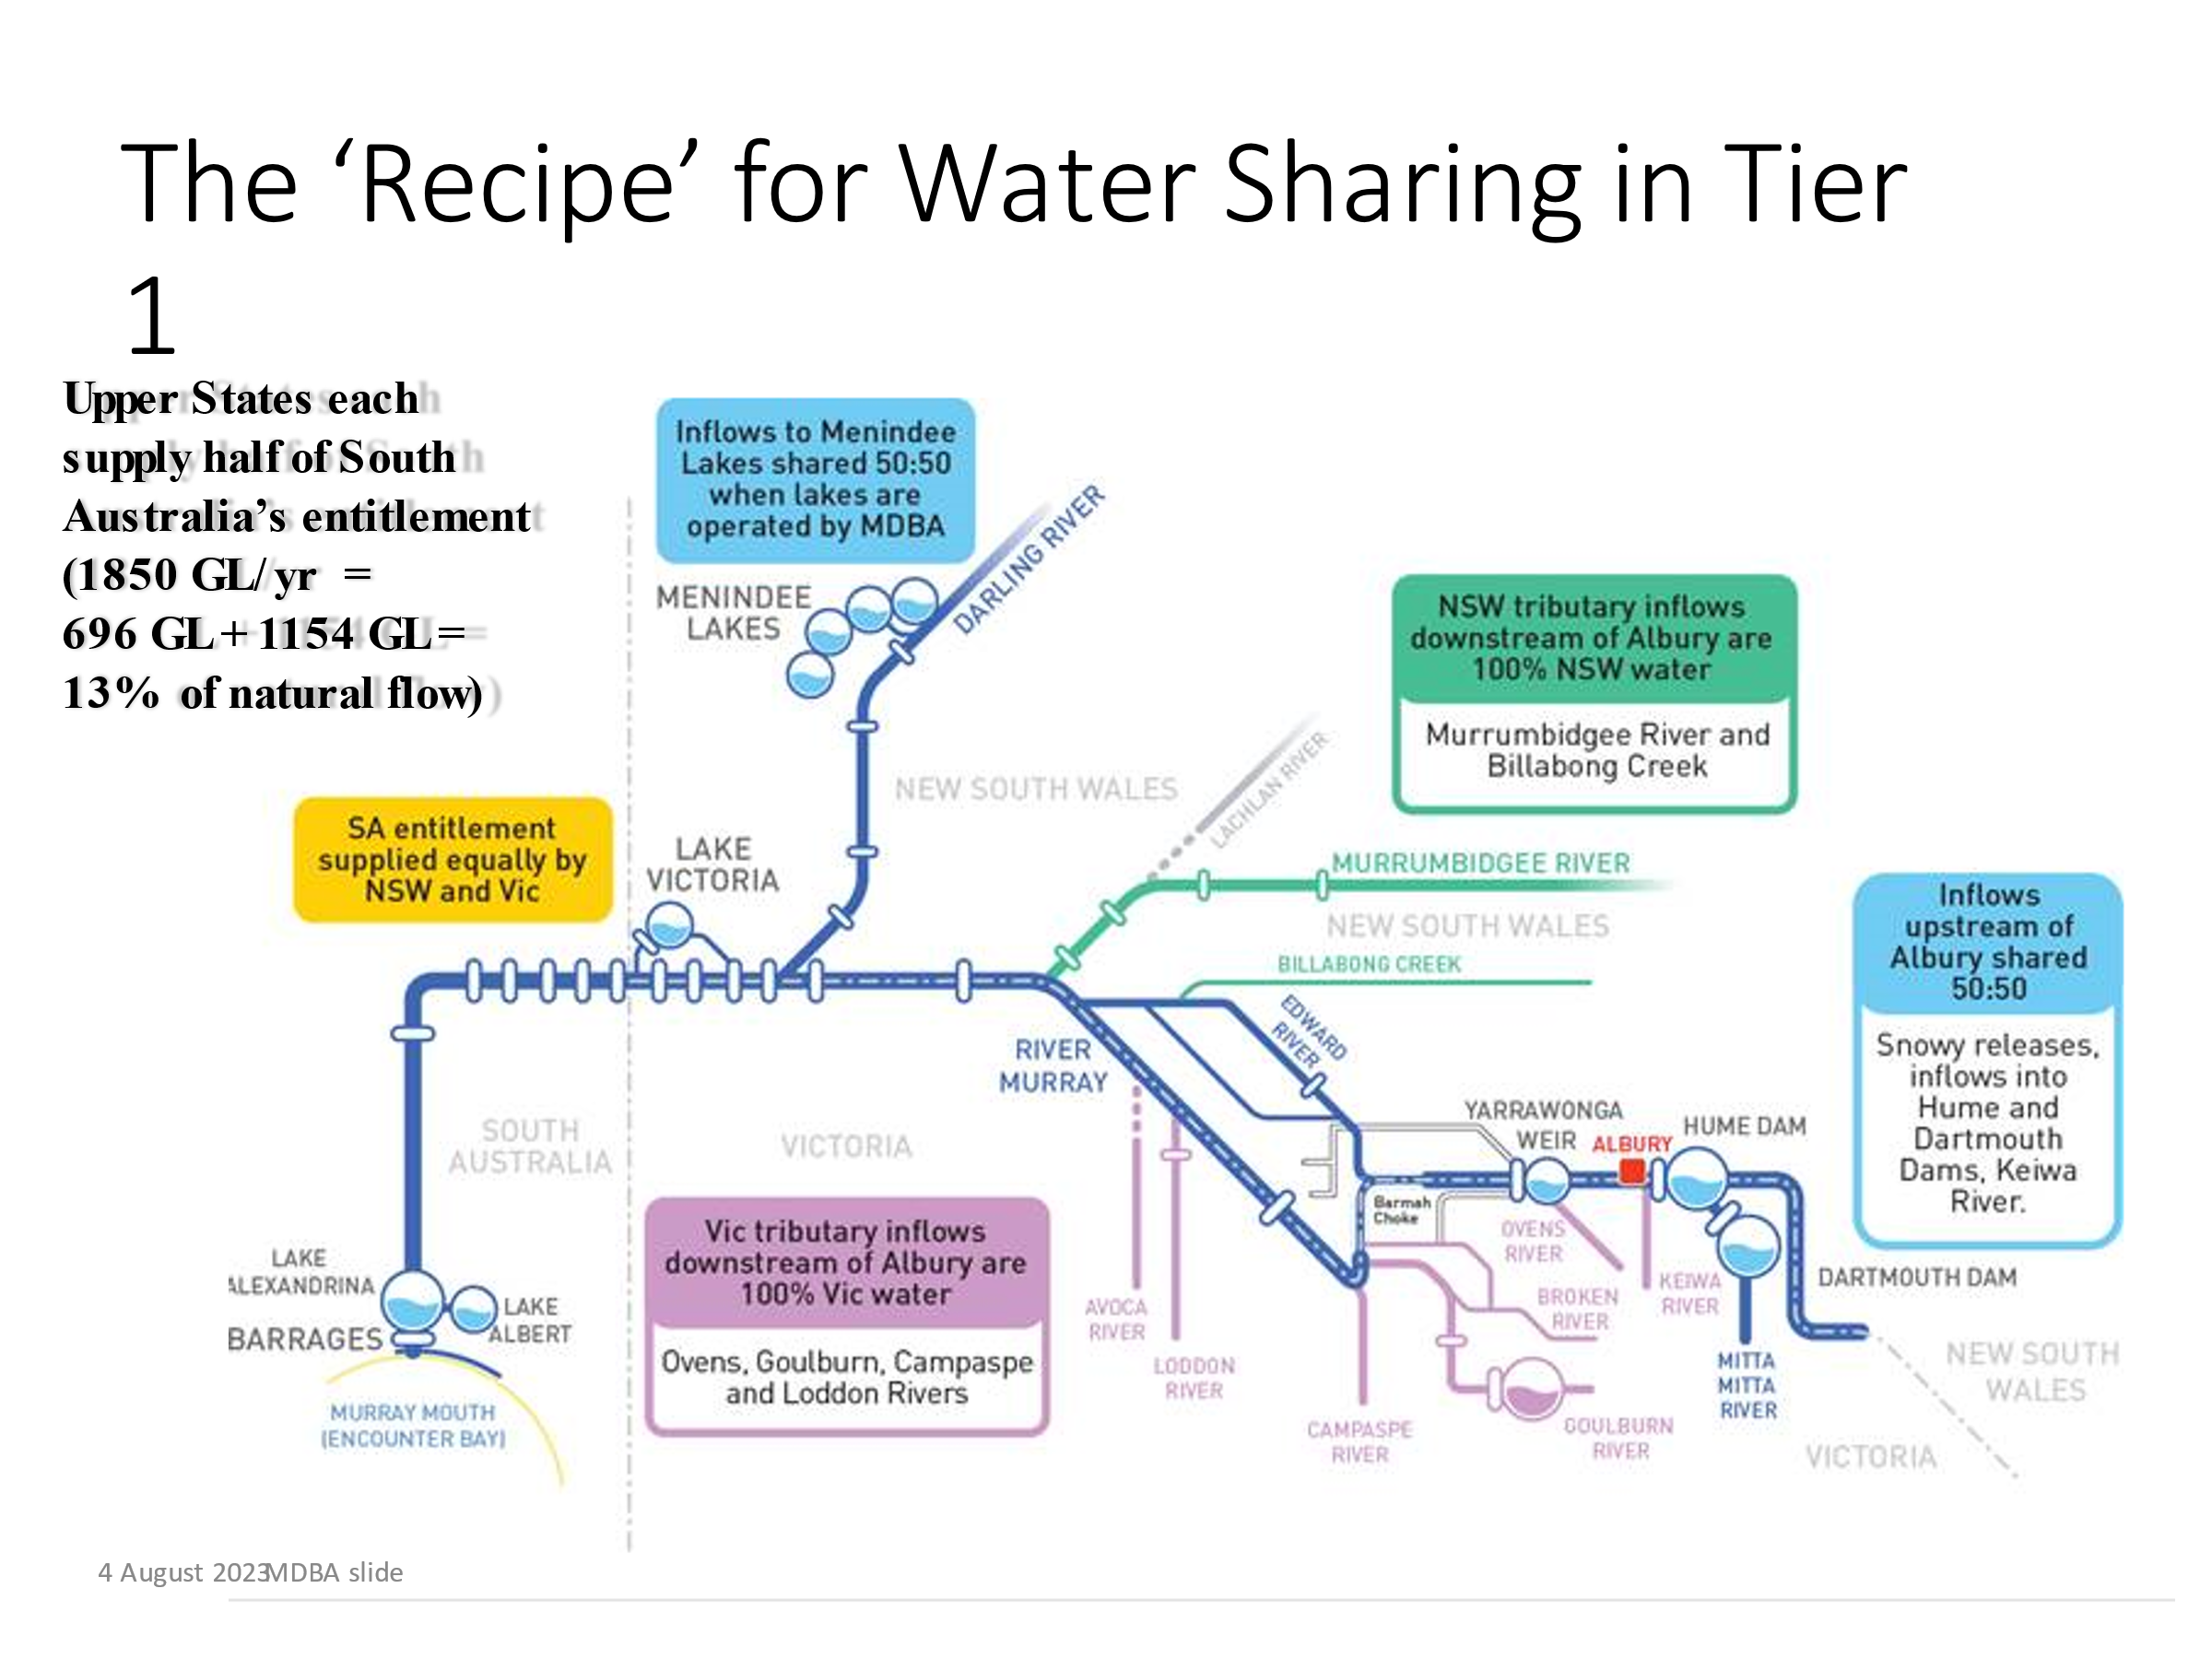 The ‘Recipe’ for Water Sharing in Tier
1
Upper States each
supply half of South
Australia’s entitlement
(1850 GL/yr =
696 GL+1154 GL=
13% of natural flow)
Inflows to Menindee
Lakes shared 50:50
when lakes are
operated by MDBA
MENINDEE
LAKES
DARLING RIVER
NSW tributary inflows
downstream of Albury are
100% NSW water
Murrumbidgee River and
Billabong Creek
NEW SOUTH WALES
LACHLAN RIVER
SA entitlement
supplied equally by
NSW and Vic
LAKE
VICTORIA
MURRUMBIDGEE RIVER
NEW SOUTH WALES
BILLABONG CREEK
Inflows
upstream of
Albury shared
50:50
Snowy releases,
inflows into
Hume and
Dartmouth
Dams, Keiwa
River.
EDWARD
RIVER
RIVER
MURRAY
SOUTH
AUSTRALIA
VICTORIA
YARRAWONGA
WEIR
ALBURY
HUME DAM
Barmah
Choke
Vic tributary inflows
downstream of Albury are
100% Vic water
Ovens, Goulburn, Campaspe
and Loddon Rivers
OVENS
RIVER
KEIWA
RIVER
BROKEN
RIVER
DARTMOUTH DAM
LAKE
ALEXANDRINA
LAKE
ALBERT
BARRAGES
AVOCA
RIVER
LODDON
RIVER
CAMPASPE
RIVER
GOULBURN
RIVER
MITTA
MITTA
RIVER
NEW SOUTH
WALES
VICTORIA
MURRAY MOUTH
(ENCOUNTER BAY)
4 August 2023
MDBA slide